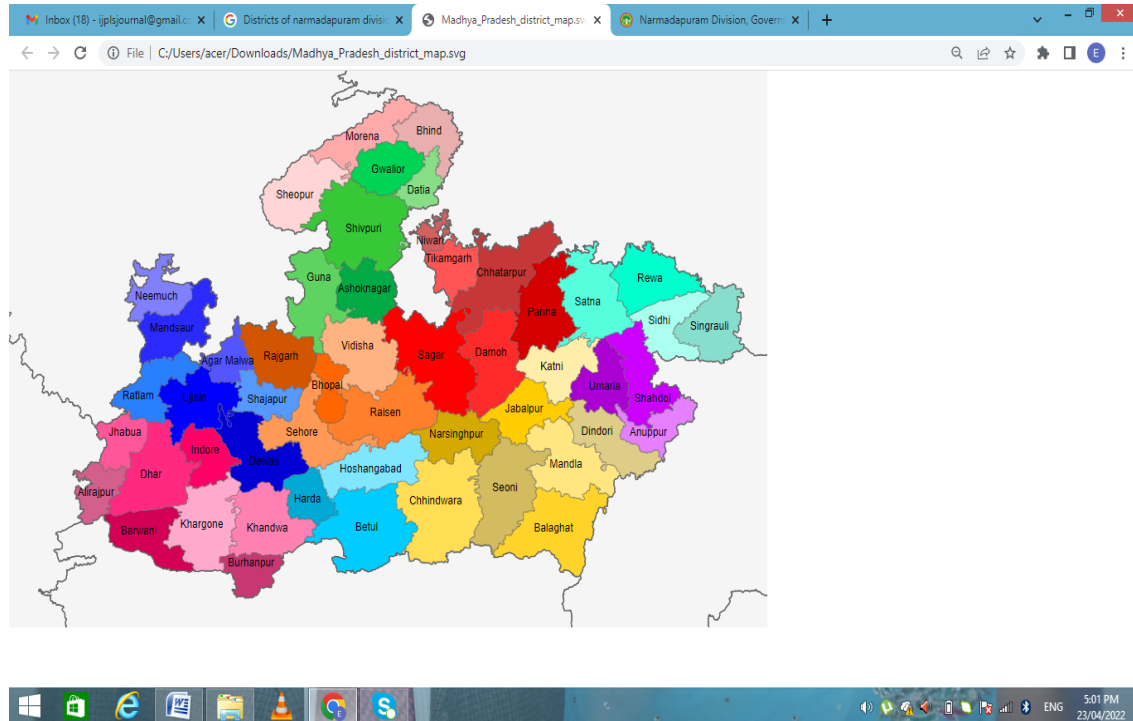 Inbox (18) - ijplsjournal@gmail.c
Districts of narmadapuram divisi
Madhya_Pradesh_district_map.sv
Narmadapuram Division, Govern
File
C:/Users/acer/Downloads/Madhya_Pradesh_district_map.svg
E
Morena
Bhind
Gwalior
Sheopur
Datia
Shivpuri
Niwari
Tikamgarh
Chhatarpur
Guna
Ashoknagar
Rewa
Neemuch
Panna
Satna
Mandsaur
Sidhi
Singrauli
Vidisha
Sagar
Damoh
Agar Malwa
Rajgarh
Katni
Bhopal
Umaria
Ratlam
Ujjain
Shajapur
Shahdol
Raisen
Jabalpur
Jhabua
Sehore
Narsinghpur
Dindori
Anuppur
Indore
Dewas
Hoshangabad
Mandla
Dhar
Seoni
Alirajpur
Harda
Chhindwara
Barwani
Khargone
Khandwa
Betul
Balaghat
Burhanpur
ENG
5:01 PM
23/04/2022